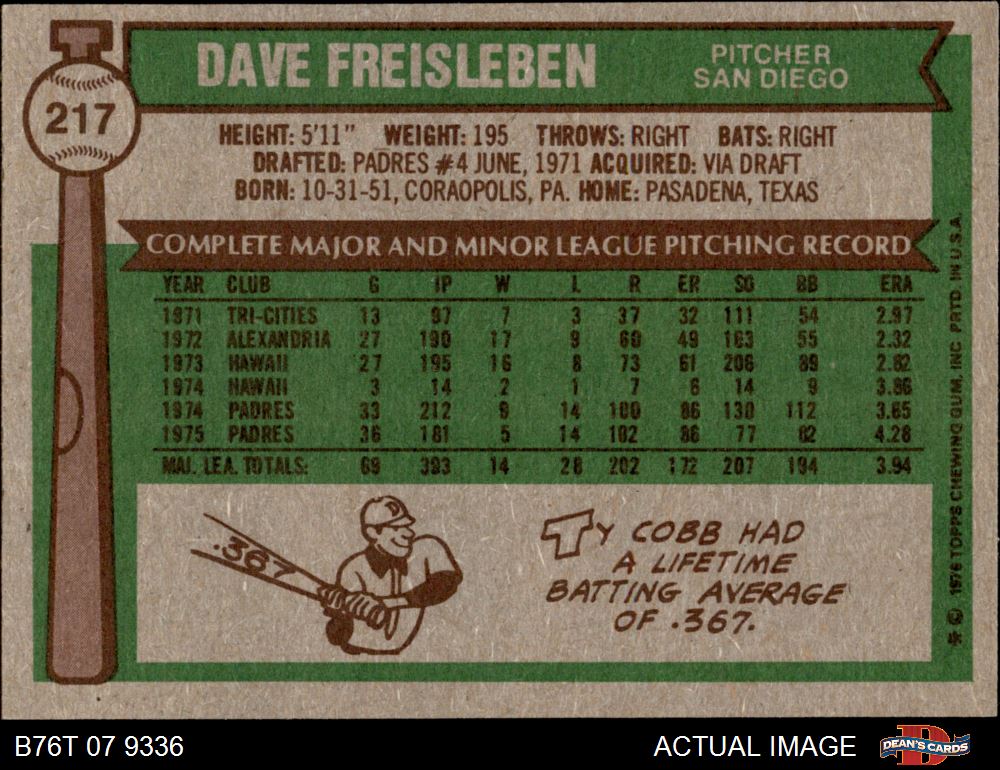 217
DAVE FREISLEBEN
PITCHER
SAN DIEGO
HEIGHT: 5'11" WEIGHT: 195 THROWS: RIGHT BATS: RIGHT
DRAFTED: PADRES #4 JUNE, 1971 ACQUIRED: VIA DRAFT
BORN: 10-31-51, CORAOPOLIS, PA. HOME: PASADENA, TEXAS
COMPLETE MAJOR AND MINOR LEAGUE PITCHING RECORD
YEAR CLUB G IP W L R ER SO BB ERA
1971 TRI-CITIES 13 97 7 3 37 32 111 54 2.97
1972 ALEXANDRIA 27 190 17 9 60 49 163 55 2.32
1973 HAWAII 27 195 16 8 73 61 206 89 2.82
1974 HAWAII 3 14 2 1 7 6 14 9 3.86
1974 PADRES 33 212 9 14 100 86 130 112 3.65
1975 PADRES 36 181 5 14 102 86 77 82 4.28
MAJ. LEA. TOTALS: 69 393 14 28 202 172 207 194 3.94
.367
TY COBB HAD
A LIFETIME
BATTING AVERAGE
OF .367.
* © 1976 TOPPS CHEWING GUM, INC PRTD. IN U.S.A.
B76T 07 9336
ACTUAL IMAGE
DEAN'S CARDS